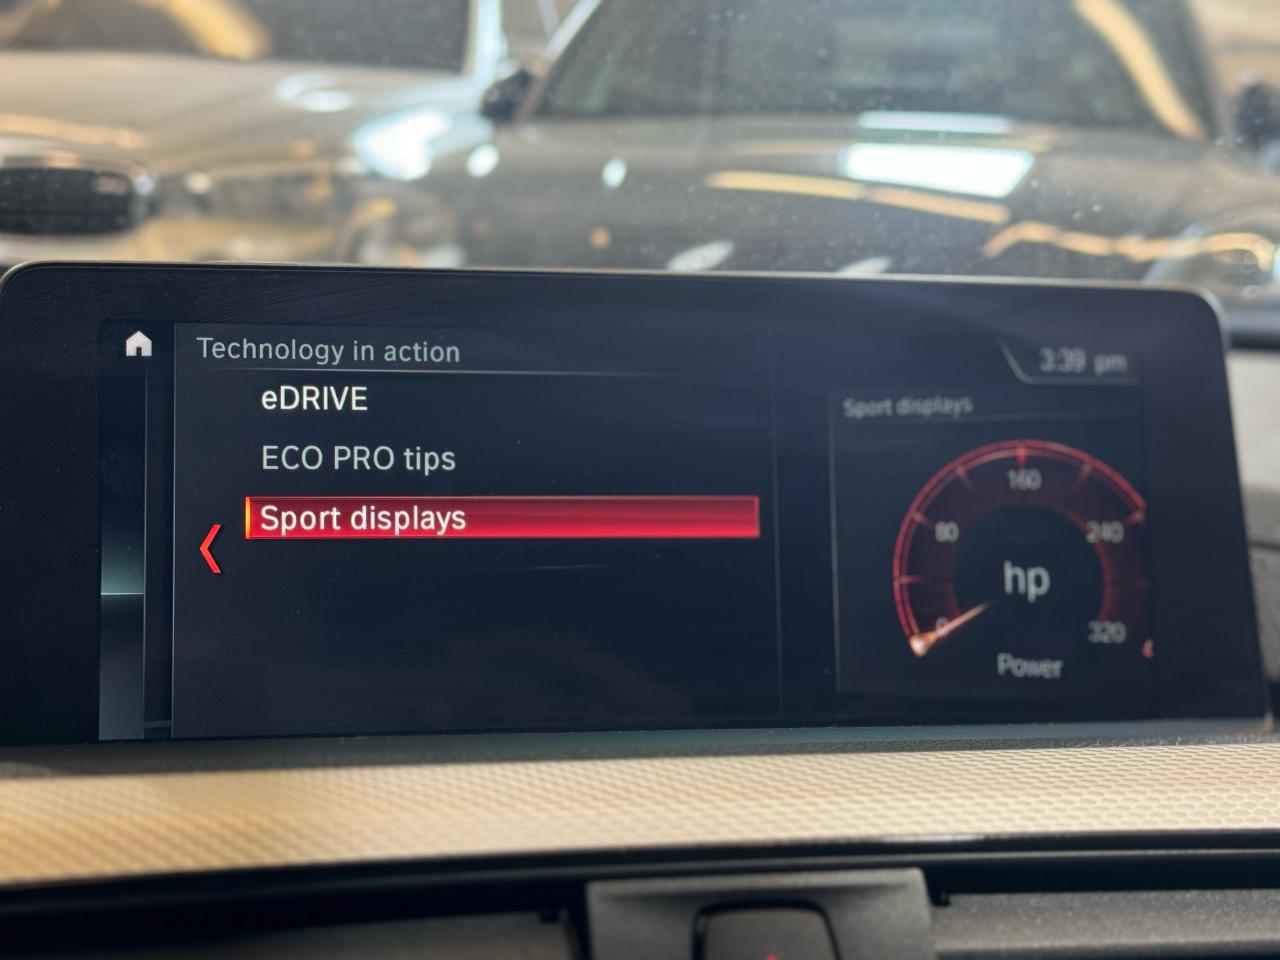 Technology in action
3:39 pm
eDRIVE
ECO PRO tips
Sport displays
Sport displays
160
80
240
hp
0
320
Power